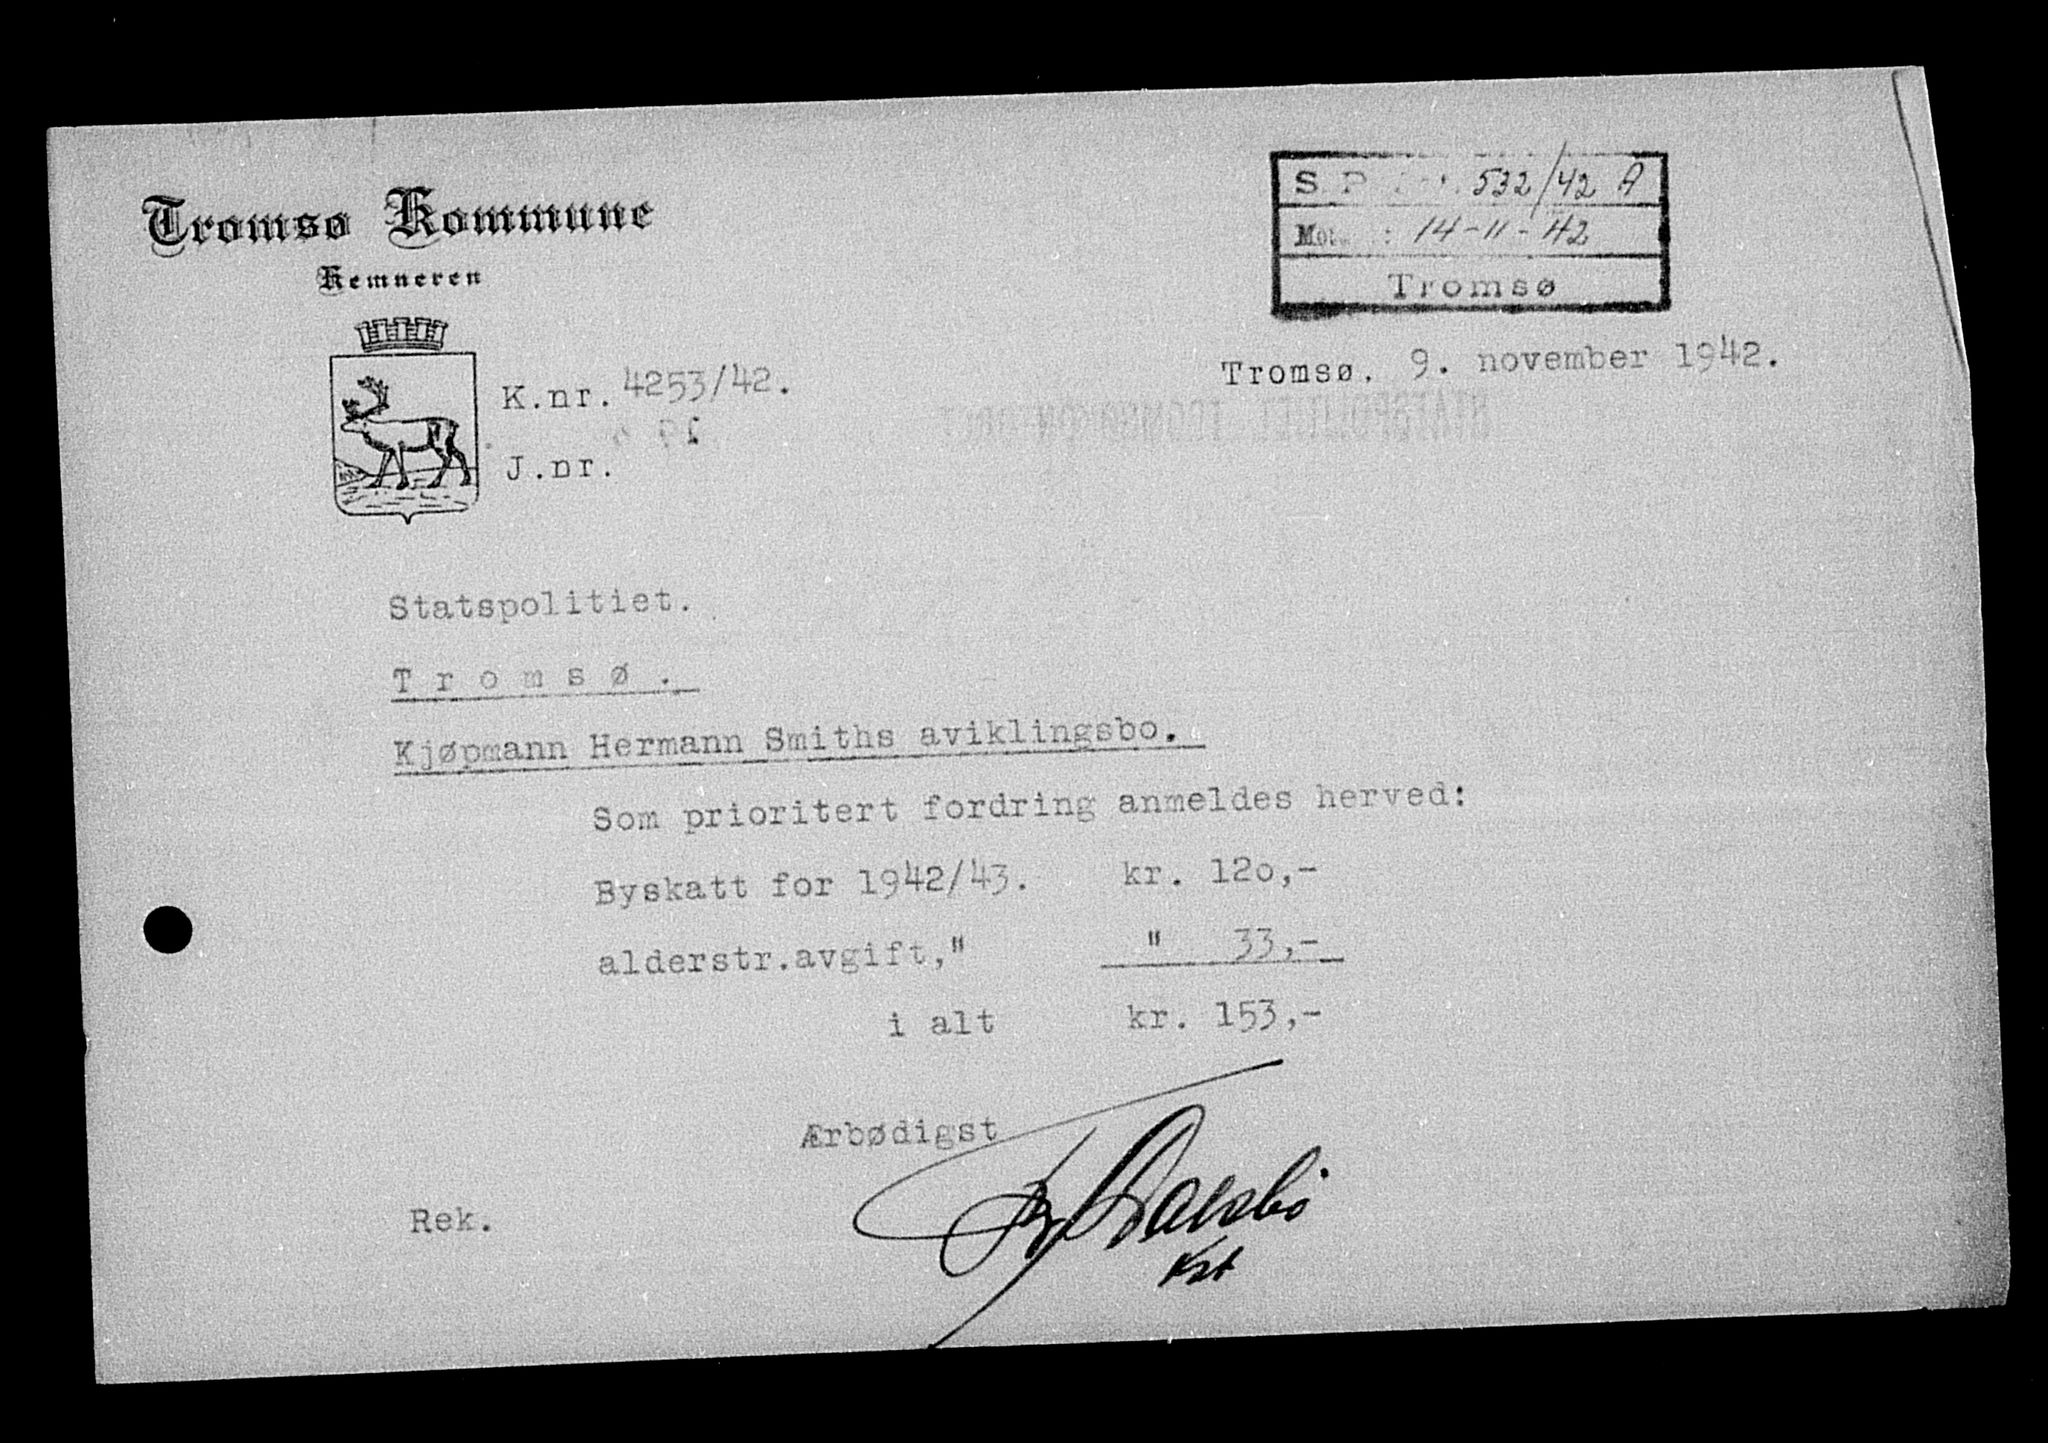 Tromsø Kommune
Kemneren
S P 532/42 A
Mot. : 14-11-42
Tromsø
K.nr. 4253/42.
J.nr.
Tromsø. 9. november 1942.
Statspolitiet.
Tromsø.
Kjøpmann Hermann Smiths aviklingsbo.
Som prioritert fordring anmeldes herved:
Byskatt for 1942/43. kr. 120,-
alderstr.avgift," " 33,-
i alt kr. 153,-
Ærbødigst
Rek.